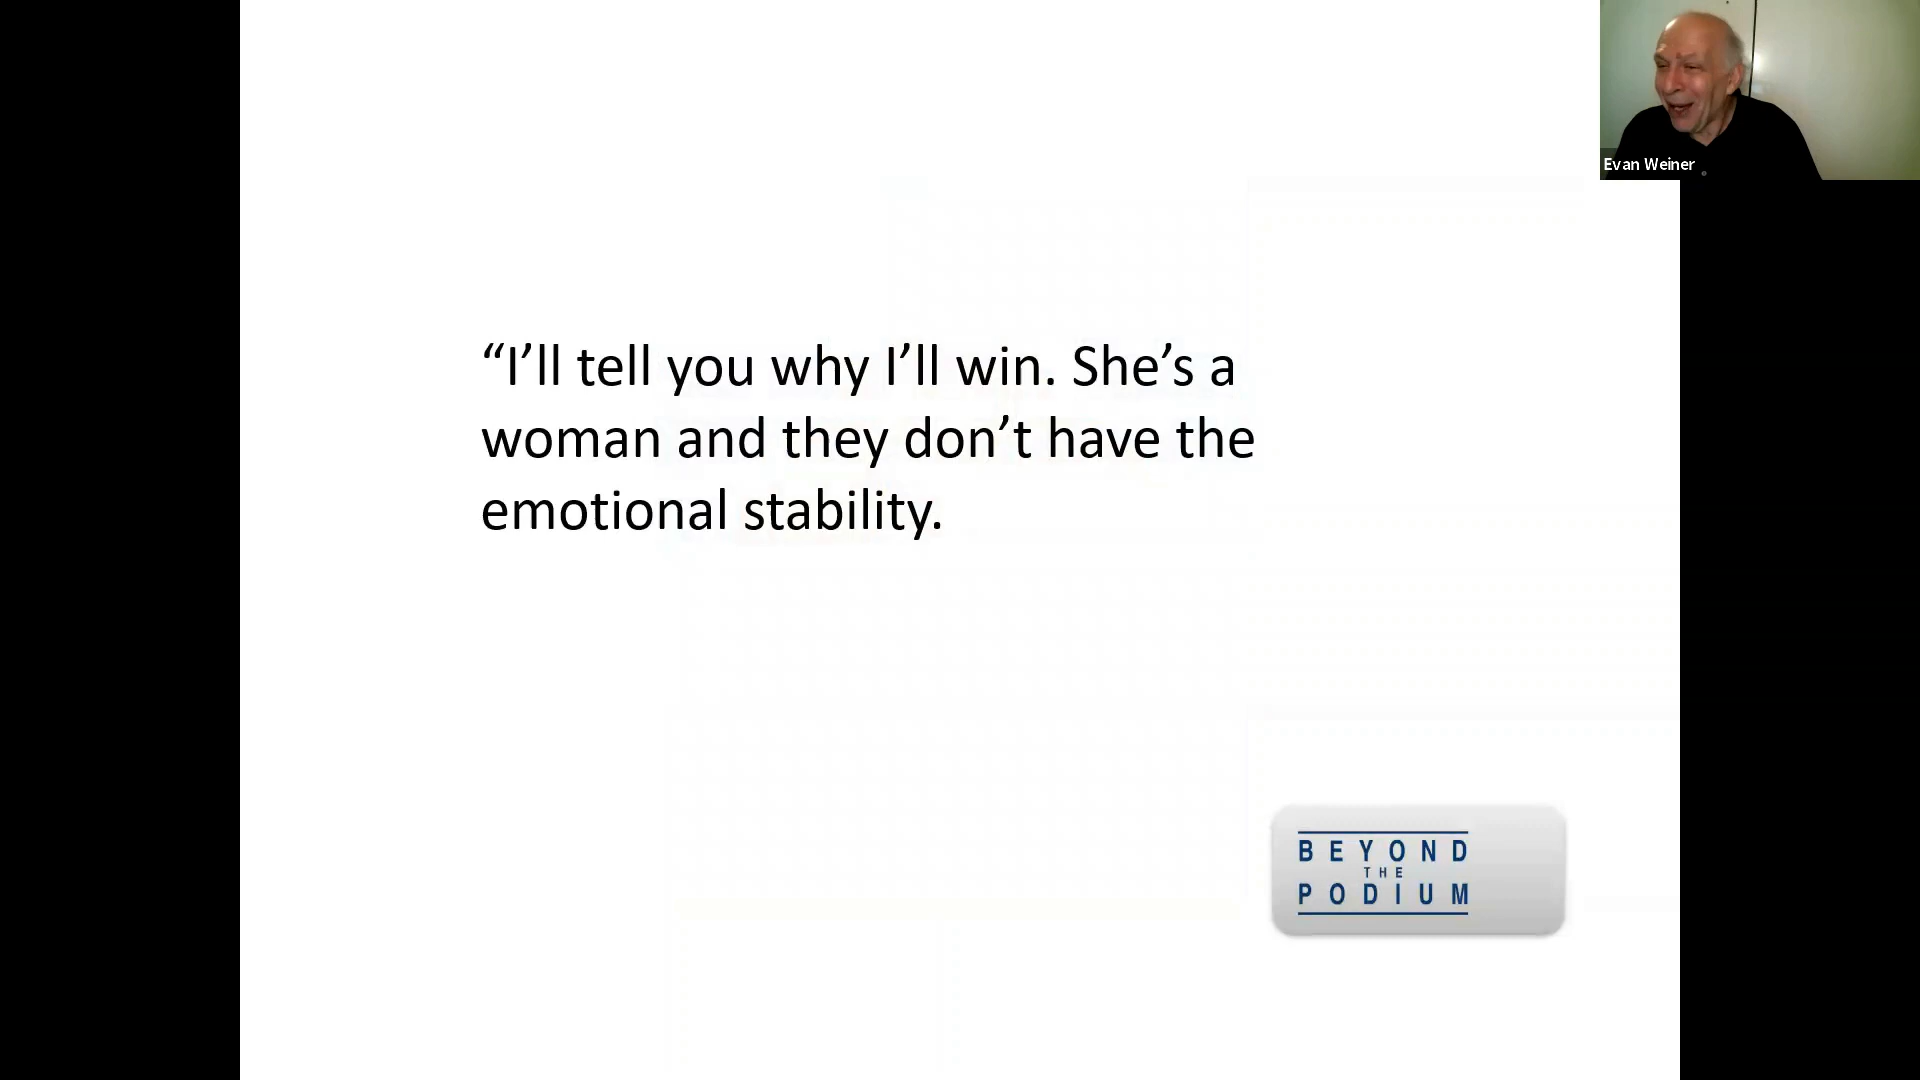 Evan Weiner
“I’ll tell you why I’ll win. She’s a
woman and they don’t have the
emotional stability.
BEYOND
THE
PODIUM